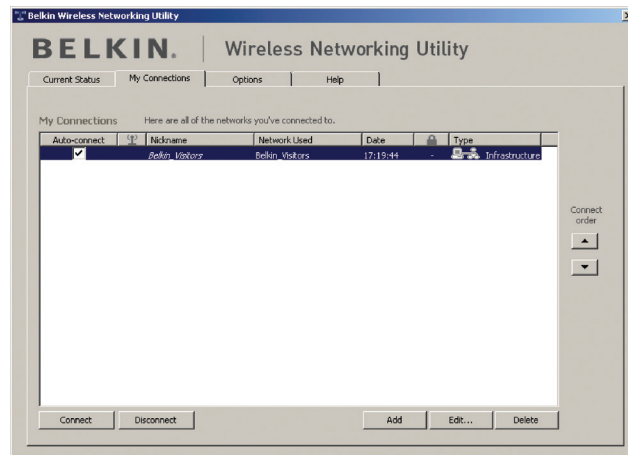 Belkin Wireless Networking Utility
BELKIN. Wireless Networking Utility
Current Status My Connections Options Help
My Connections Here are all of the networks you've connected to.
Auto-connect Nickname Network Used Date Type
Belkin_Visitors Belkin_Visitors 17:19:44 - Infrastructure
Connect
order
Connect Disconnect Add Edit... Delete